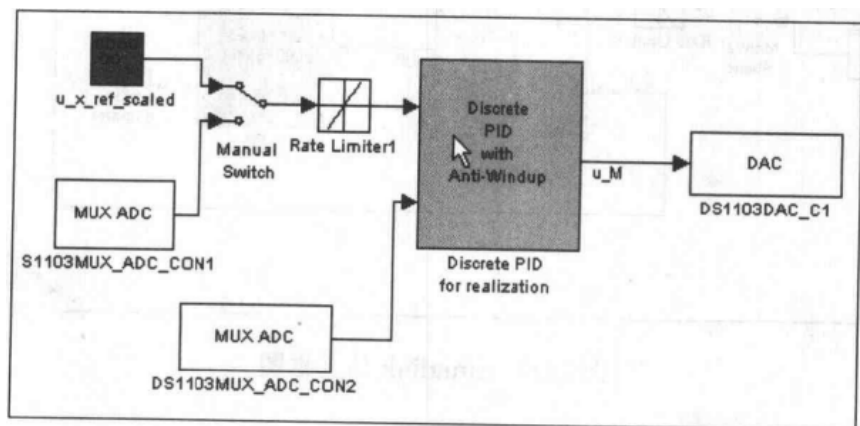 u_x_ref_scaled
Manual
Switch
Rate Limiter1
Discrete
PID
with
Anti-Windup
Discrete PID
for realization
u_M
DAC
DS1103DAC_C1
MUX ADC
S1103MUX_ADC_CON1
MUX ADC
DS1103MUX_ADC_CON2